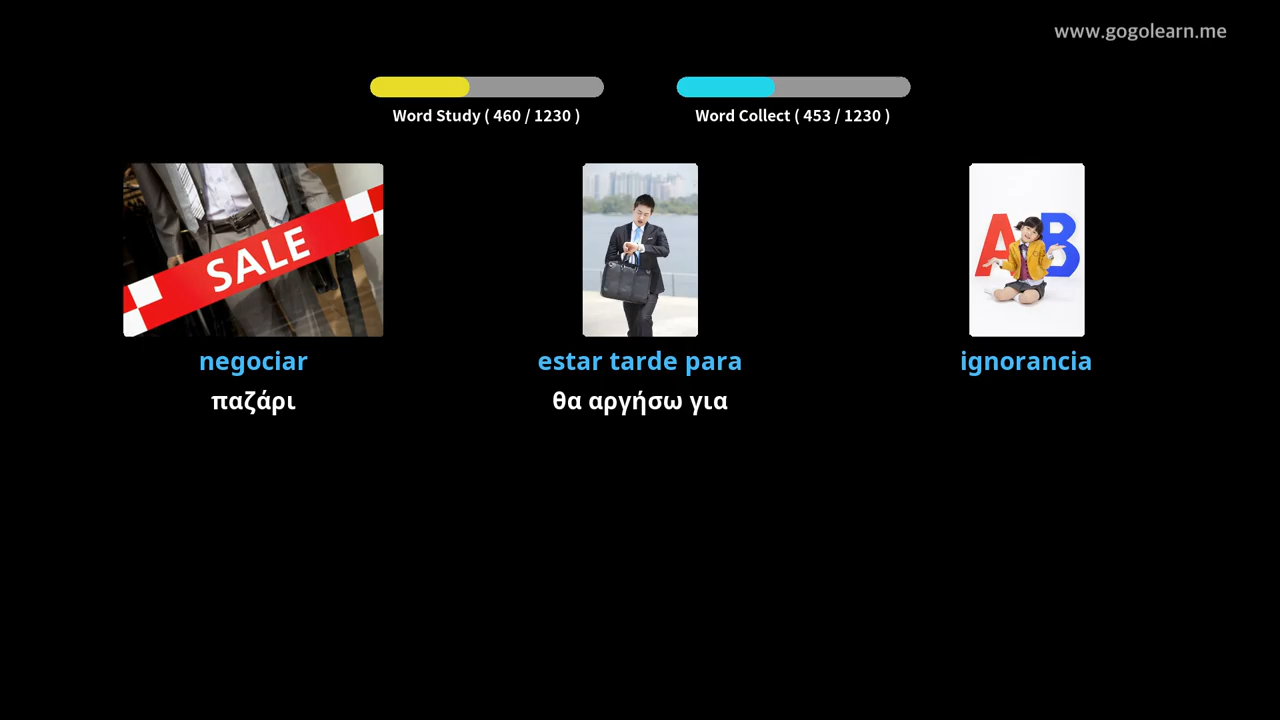 www.gogolearn.me
Word Study ( 460 / 1230 )
Word Collect ( 453 / 1230 )
SALE
A B
negociar
estar tarde para
ignorancia
παζάρι
θα αργήσω για